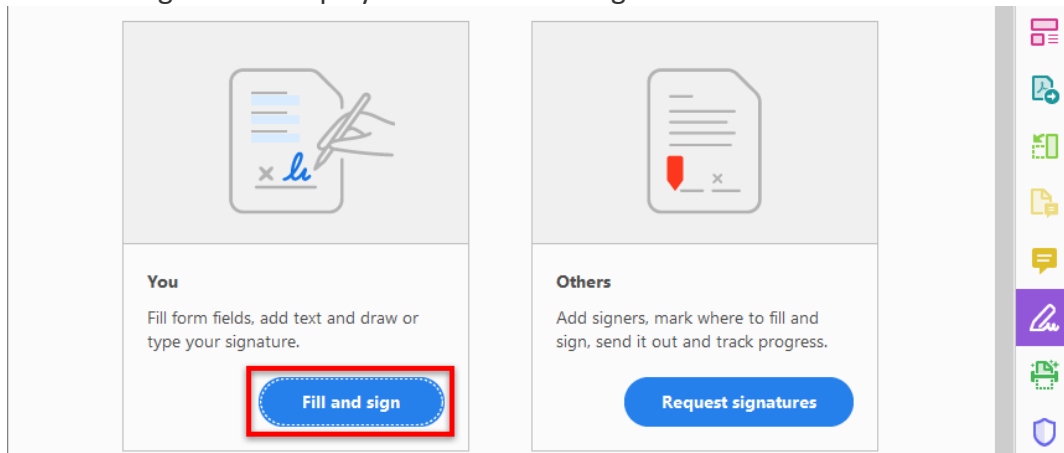 You
Fill form fields, add text and draw or
type your signature.
Fill and sign
Others
Add signers, mark where to fill and
sign, send it out and track progress.
Request signatures